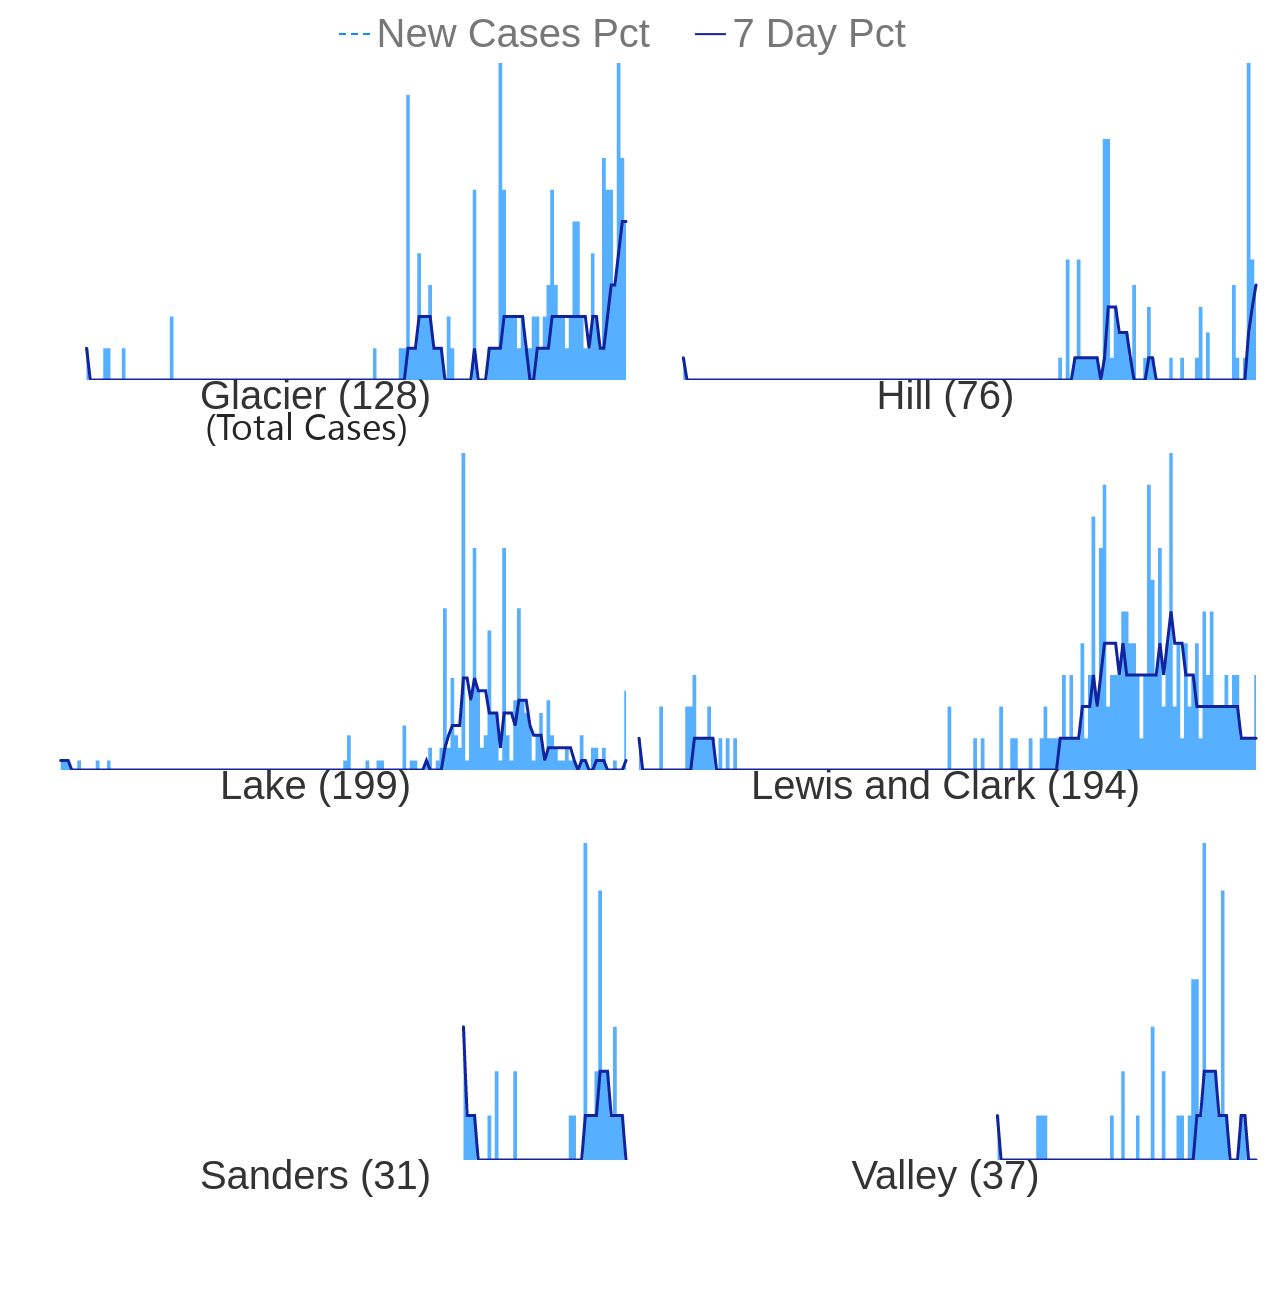 New Cases Pct 7 Day Pct
Glacier (128) Hill (76)
(Total Cases)
Lake (199) Lewis and Clark (194)
Sanders (31) Valley (37)